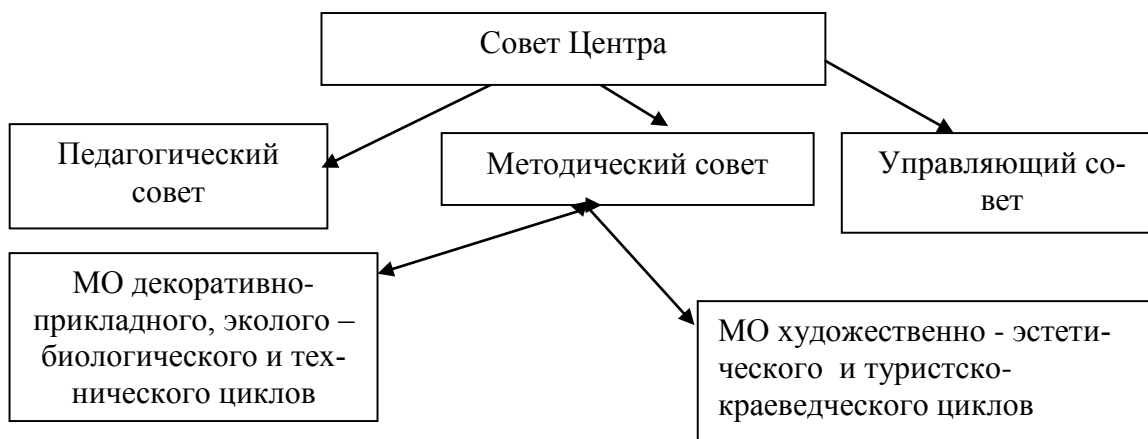 Совет Центра
Педагогический
совет
Методический совет
Управляющий со-
вет
МО декоративно-
прикладного, эколого –
биологического и тех-
нического циклов
МО художественно - эстети-
ческого и туристско-
краеведческого циклов